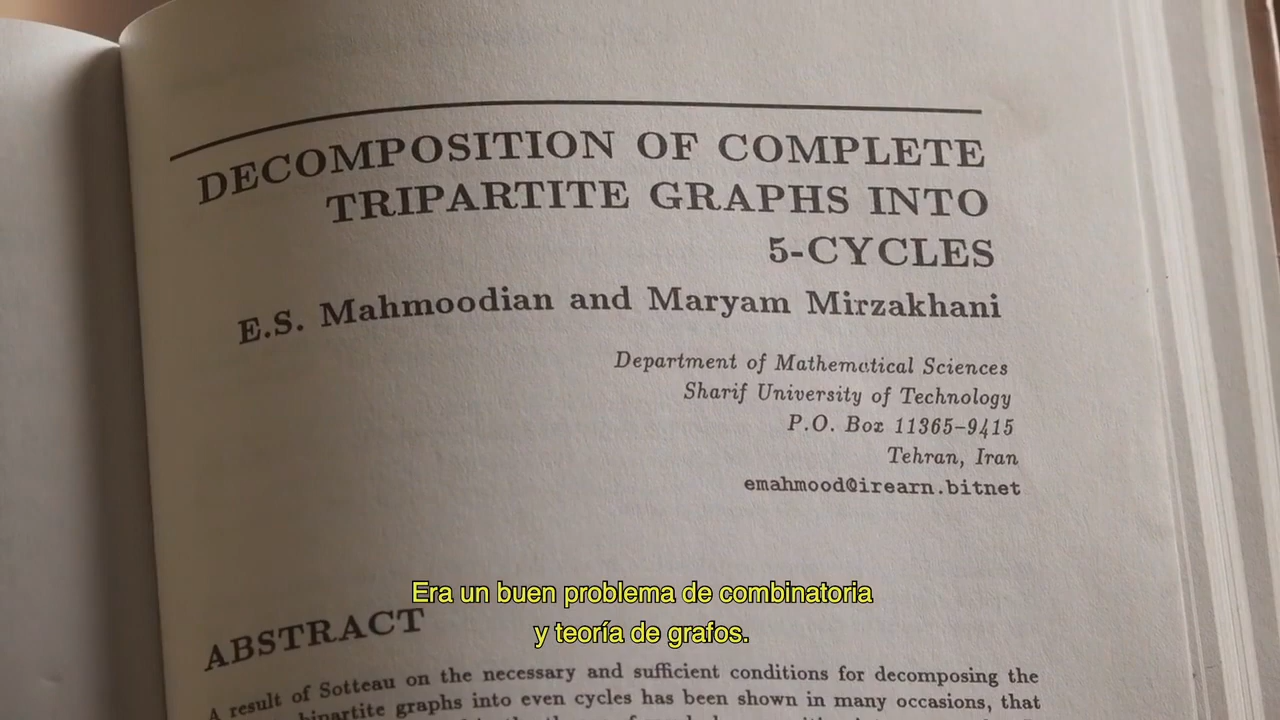 DECOMPOSITION OF COMPLETE
TRIPARTITE GRAPHS INTO
5-CYCLES
E.S. Mahmoodian and Maryam Mirzakhani
Department of Mathematical Sciences
Sharif University of Technology
P.O. Box 11365–9415
Tehran, Iran
emahmood@irearn.bitnet
Era un buen problema de combinatoria
y teoría de grafos.
ABSTRACT
A result of Sotteau on the necessary and sufficient conditions for decomposing the
bipartite graphs into even cycles has been shown in many occasions, that